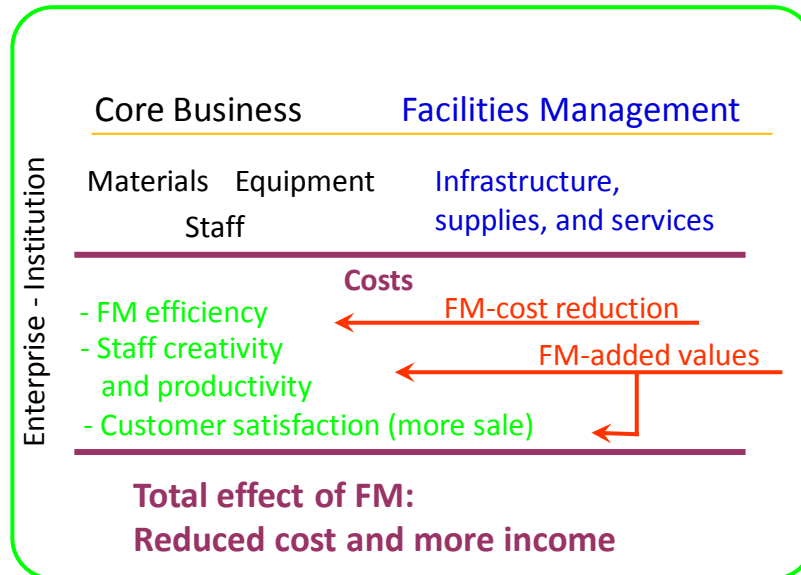 Enterprise - Institution
Core Business
Facilities Management
Materials Equipment
Staff
Infrastructure,
supplies, and services
Costs
- FM efficiency
FM-cost reduction
- Staff creativity
and productivity
FM-added values
- Customer satisfaction (more sale)
Total effect of FM:
Reduced cost and more income